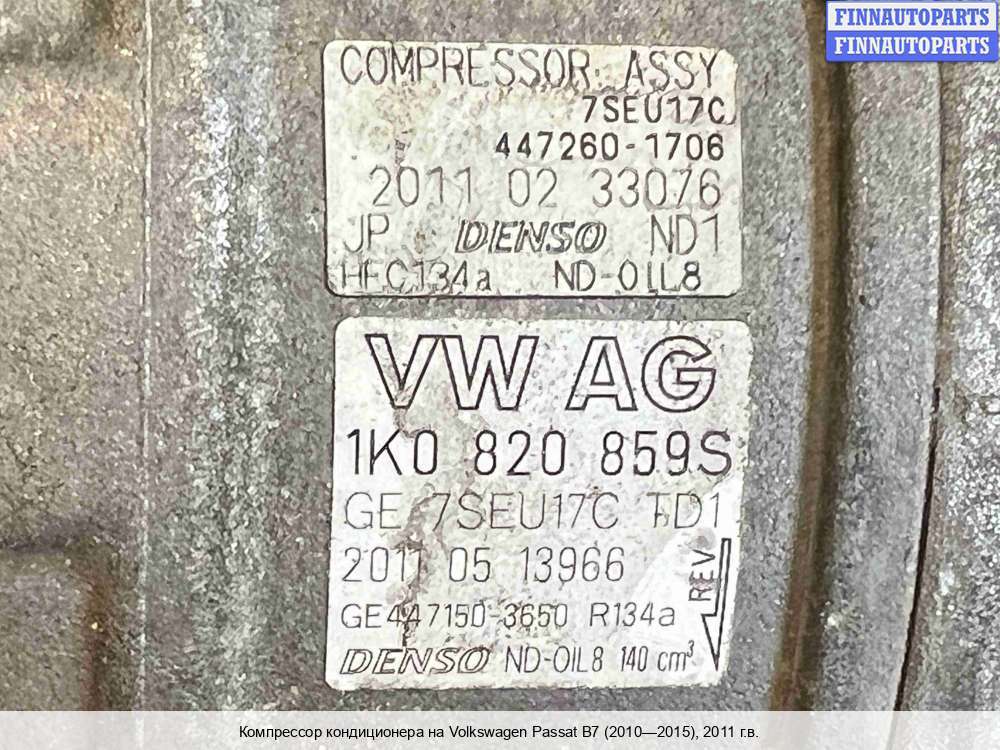 FINNAUTOPARTS
FINNAUTOPARTS
COMPRESSOR ASSY
7SEU17C
447260-1706
2011 02 33076
JP DENSO ND1
HFC134a ND-OIL8
VW AG
1K0 820 859S
GE 7SEU17C TD1
2011 05 13966
REV
GE447150-3650 R134a
DENSO ND-OIL8 140 cm³
Компрессор кондиционера на Volkswagen Passat B7 (2010—2015), 2011 г.в.